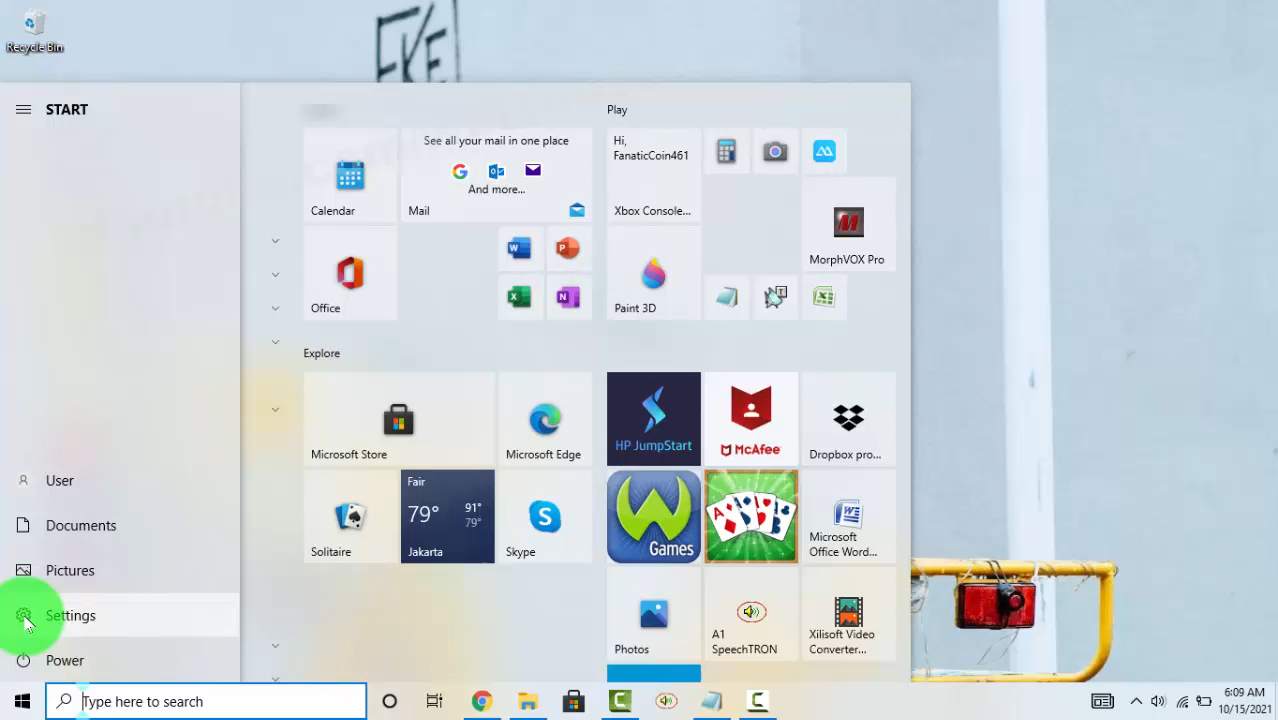 Recycle Bin
EKE
START
User
Documents
Pictures
Settings
Power
Calendar
See all your mail in one place
And more...
Mail
Office
Play
Hi,
FanaticCoin461
Xbox Console...
MorphVOX Pro
Paint 3D
Explore
Microsoft Store
Microsoft Edge
HP JumpStart
McAfee
Dropbox pro...
Solitaire
Fair
79° 91°
79°
Jakarta
Skype
Games
Microsoft
Office Word...
Photos
A1
SpeechTRON
Xilisoft Video
Converter...
Type here to search
6:09 AM
10/15/2021